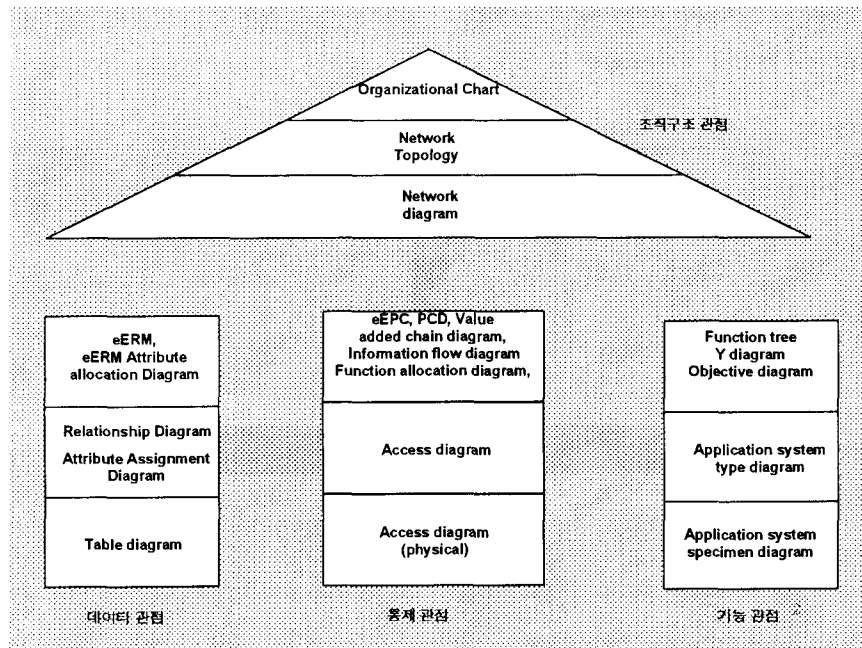 Organizational Chart
조직구조 관점
Network
Topology
Network
diagram
eERM,
eERM Attribute
allocation Diagram
Relationship Diagram
Attribute Assignment
Diagram
Table diagram
데이타 관점
eEPC, PCD, Value
added chain diagram,
Information flow diagram
Function allocation diagram,
Access diagram
Access diagram
(physical)
통제 관점
Function tree
Y diagram
Objective diagram
Application system
type diagram
Application system
specimen diagram
기능 관점